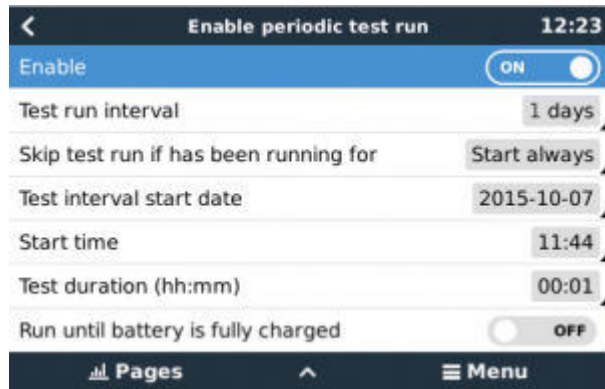 Enable periodic test run 12:23
Enable ON
Test run interval 1 days
Skip test run if has been running for Start always
Test interval start date 2015-10-07
Start time 11:44
Test duration (hh:mm) 00:01
Run until battery is fully charged OFF
Pages Menu